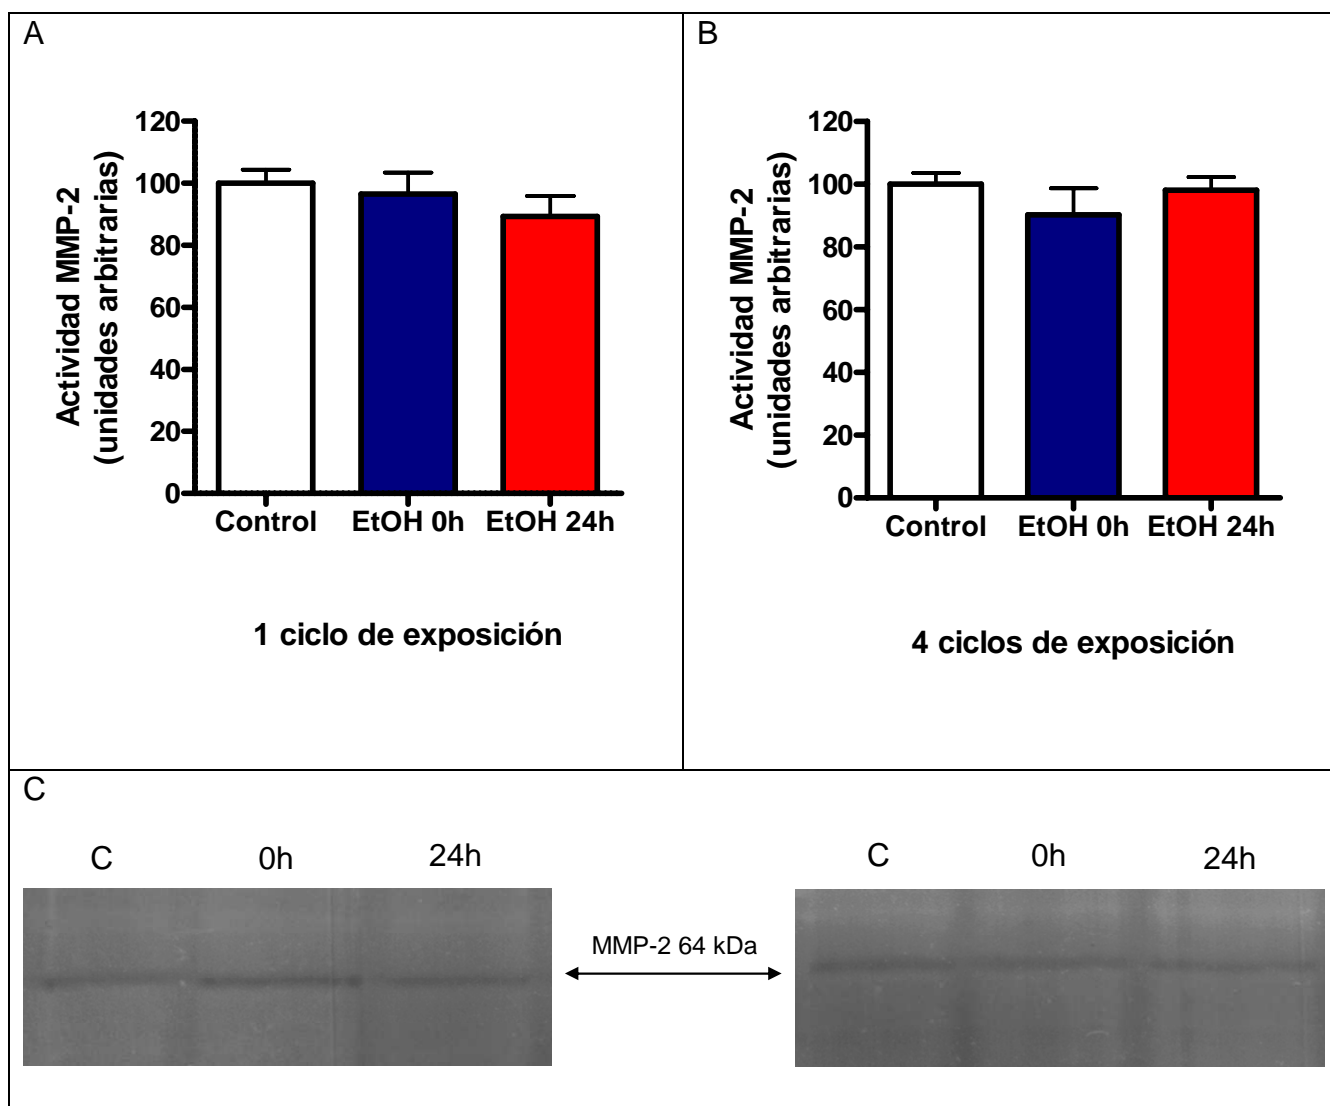 A
120
100
80
60
40
20
0
Actividad MMP-2
(unidades arbitrarias)
Control EtOH 0h EtOH 24h
1 ciclo de exposición
B
120
100
80
60
40
20
0
Actividad MMP-2
(unidades arbitrarias)
Control EtOH 0h EtOH 24h
4 ciclos de exposición
C
C 0h 24h
MMP-2 64 kDa
C 0h 24h